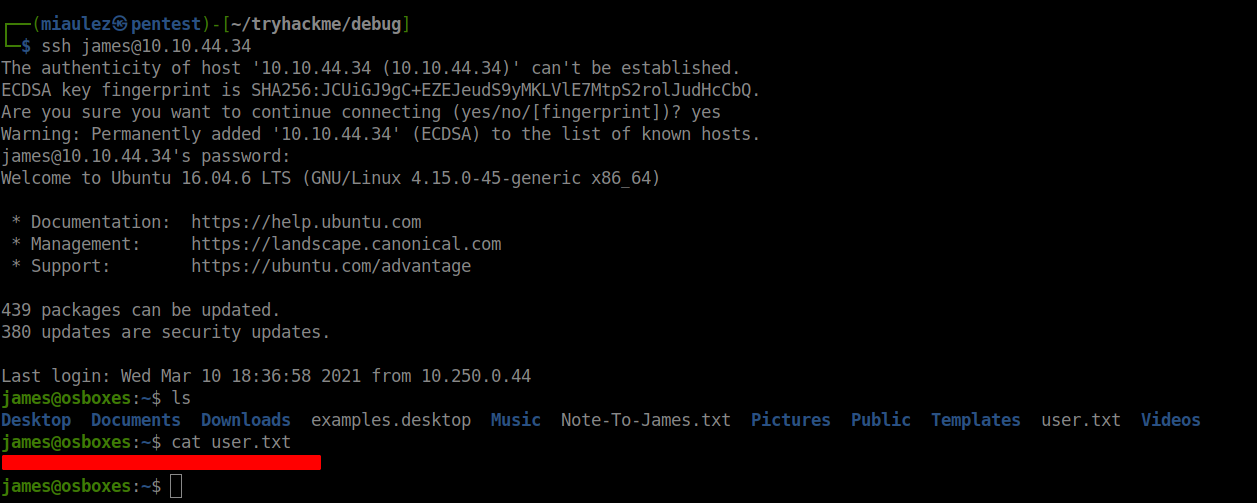 ┌──(miaulez㉿pentest)-[~/tryhackme/debug]
└─$ ssh james@10.10.44.34
The authenticity of host '10.10.44.34 (10.10.44.34)' can't be established.
ECDSA key fingerprint is SHA256:JCUiGJ9gC+EZEJeudS9yMKLVlE7MtpS2rolJudHcCbQ.
Are you sure you want to continue connecting (yes/no/[fingerprint])? yes
Warning: Permanently added '10.10.44.34' (ECDSA) to the list of known hosts.
james@10.10.44.34's password:
Welcome to Ubuntu 16.04.6 LTS (GNU/Linux 4.15.0-45-generic x86_64)
* Documentation:  https://help.ubuntu.com
* Management:     https://landscape.canonical.com
* Support:        https://ubuntu.com/advantage
439 packages can be updated.
380 updates are security updates.
Last login: Wed Mar 10 18:36:58 2021 from 10.250.0.44
james@osboxes:~$ ls
Desktop  Documents  Downloads  examples.desktop  Music  Note-To-James.txt  Pictures  Public  Templates  user.txt  Videos
james@osboxes:~$ cat user.txt
james@osboxes:~$